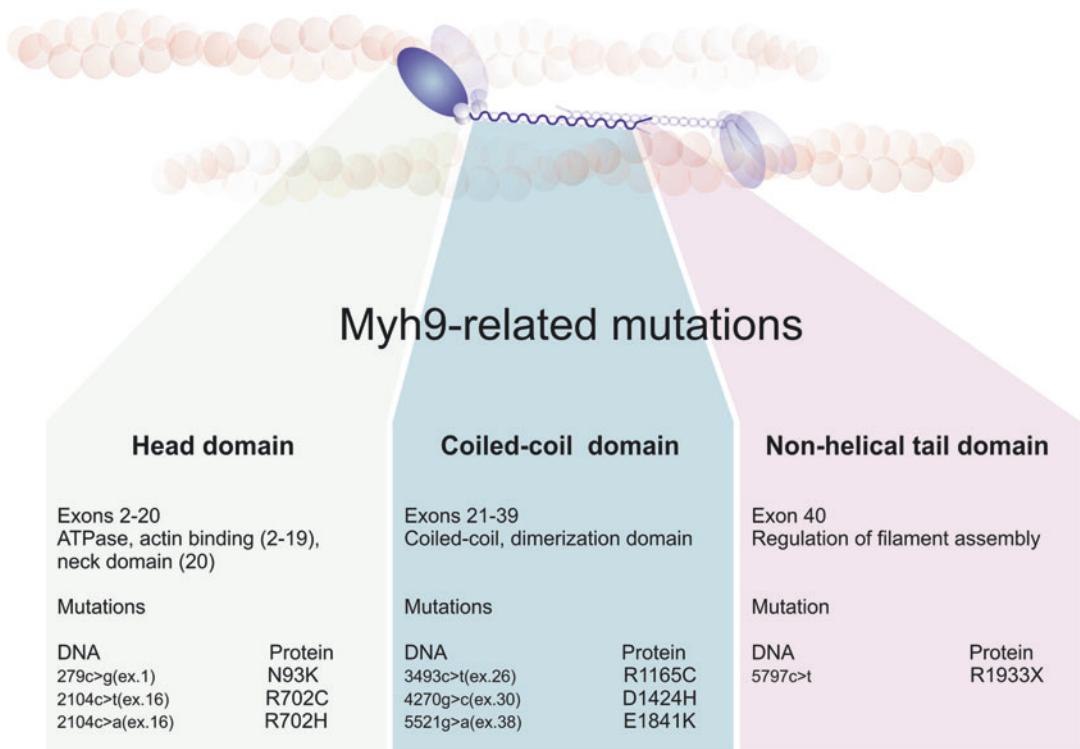 Myh9-related mutations
Head domain
Exons 2-20
ATPase, actin binding (2-19),
neck domain (20)
Mutations
DNA Protein
279c>g(ex.1) N93K
2104c>t(ex.16) R702C
2104c>a(ex.16) R702H
Coiled-coil domain
Exons 21-39
Coiled-coil, dimerization domain
Mutations
DNA Protein
3493c>t(ex.26) R1165C
4270g>c(ex.30) D1424H
5521g>a(ex.38) E1841K
Non-helical tail domain
Exon 40
Regulation of filament assembly
Mutation
DNA Protein
5797c>t R1933X